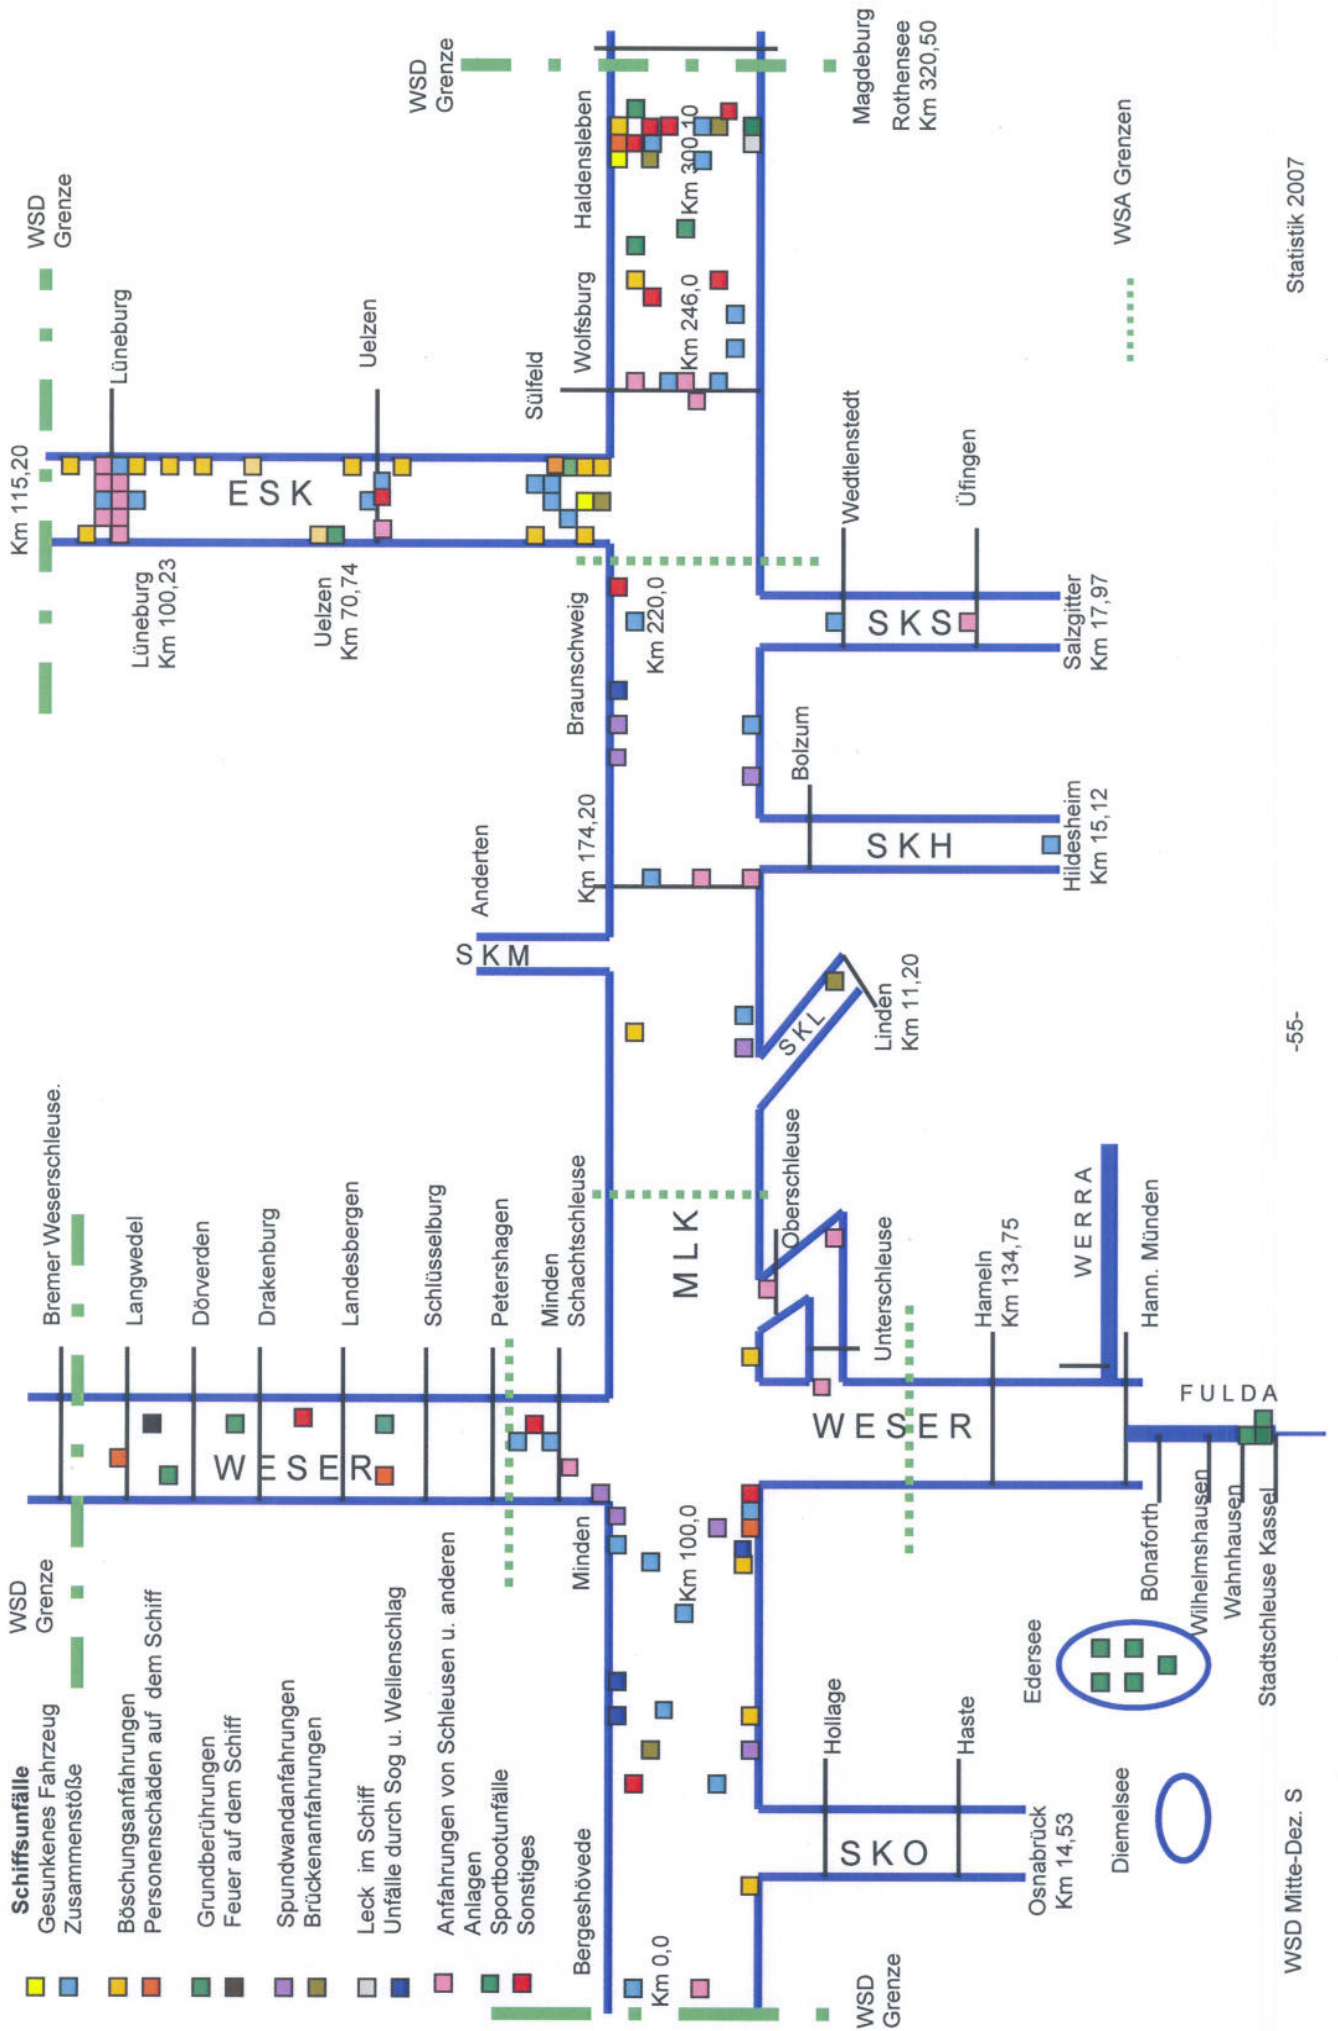 Schiffsunfälle
Gesunkenes Fahrzeug
Zusammenstöße
Böschungsanfahrungen
Personenschäden auf dem Schiff
Grundberührungen
Feuer auf dem Schiff
Spundwandanfahrungen
Brückenanfahrungen
Leck im Schiff
Unfälle durch Sog u. Wellenschlag
Anfahrungen von Schleusen u. anderen
Anlagen
Sportbootunfälle
Sonstiges
WSD
Grenze
Bremer Weserschleuse.
Langwedel
Dörverden
Drakenburg
Landesbergen
Schlüsselburg
Petershagen
Minden
Schachtschleuse
WESER
Minden
Km 115,20
WSD
Grenze
Lüneburg
Lüneburg
Km 100,23
ESK
Uelzen
Uelzen
Km 70,74
Sülfeld
WSD
Grenze
Anderten
SKM
Bergeshövede
Km 174,20
Braunschweig
Wolfsburg
Haldensleben
Km 0,0
Km 100,0
MLK
Km 220,0
Km 246,0
Km 300,10
WSD
Grenze
Hollage
SKO
Haste
Osnabrück
Km 14,53
Oberschleuse
Unterschleuse
WESER
Hameln
Km 134,75
WERRA
Hann. Münden
FULDA
B0naforth
Wilhelmshausen
Wahnhausen
Stadtschleuse Kassel
Edersee
Diemelsee
SKL
Linden
Km 11,20
Bolzum
SKH
Hildesheim
Km 15,12
Wedtlenstedt
SKS
Üfingen
Salzgitter
Km 17,97
Magdeburg
Rothensee
Km 320,50
WSA Grenzen
WSD Mitte-Dez. S
-55-
Statistik 2007